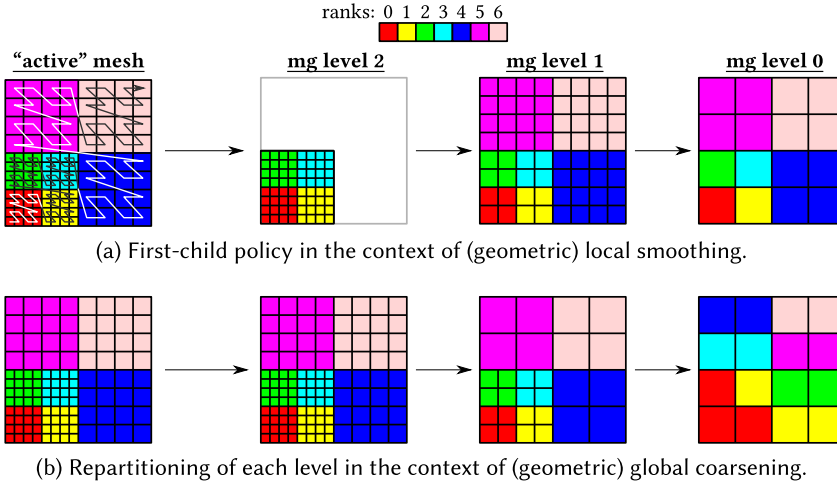 ranks: 0 1 2 3 4 5 6
“active” mesh mg level 2 mg level 1 mg level 0
(a) First-child policy in the context of (geometric) local smoothing.
(b) Repartitioning of each level in the context of (geometric) global coarsening.